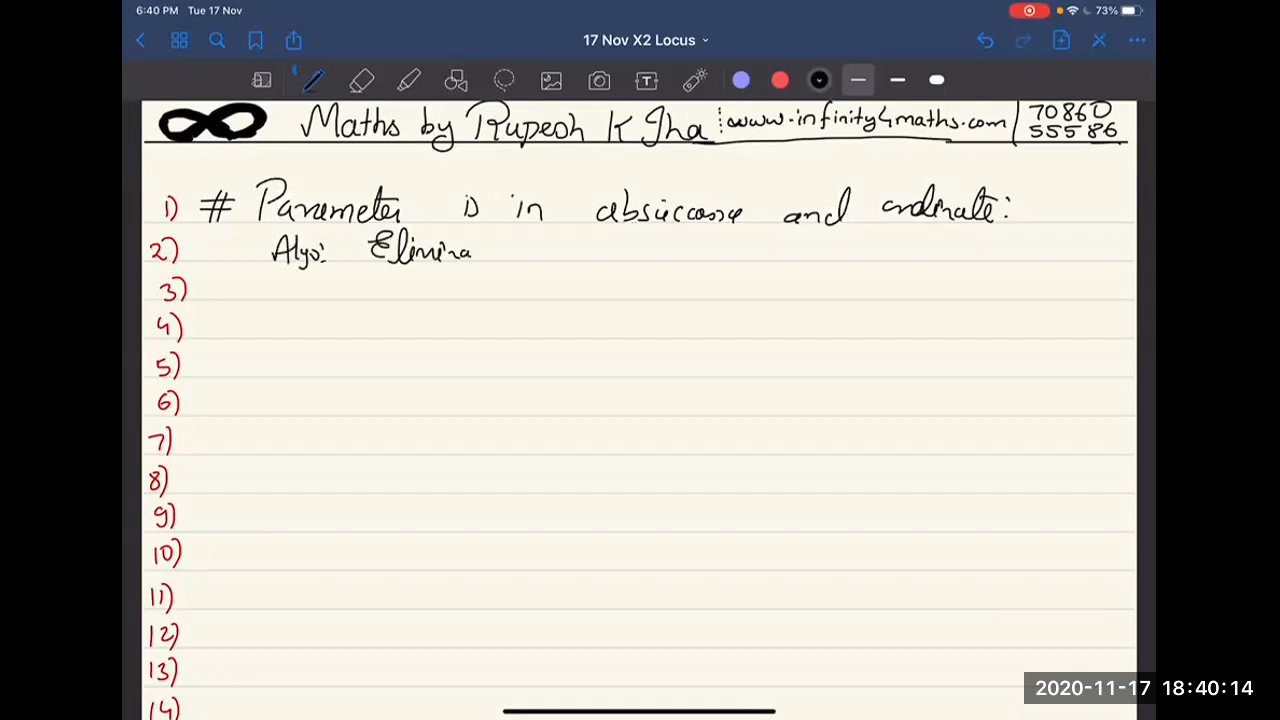 6:40 PM Tue 17 Nov 73%
17 Nov X2 Locus
Maths by Rupesh K Jha www.infinity4maths.com 70860
55586
1) # Parameter is in absiccasse and ordinate:
2) Algo: Elimina
3)
4)
5)
6)
7)
8)
9)
10)
11)
12)
13)
14)
2020-11-17 18:40:14